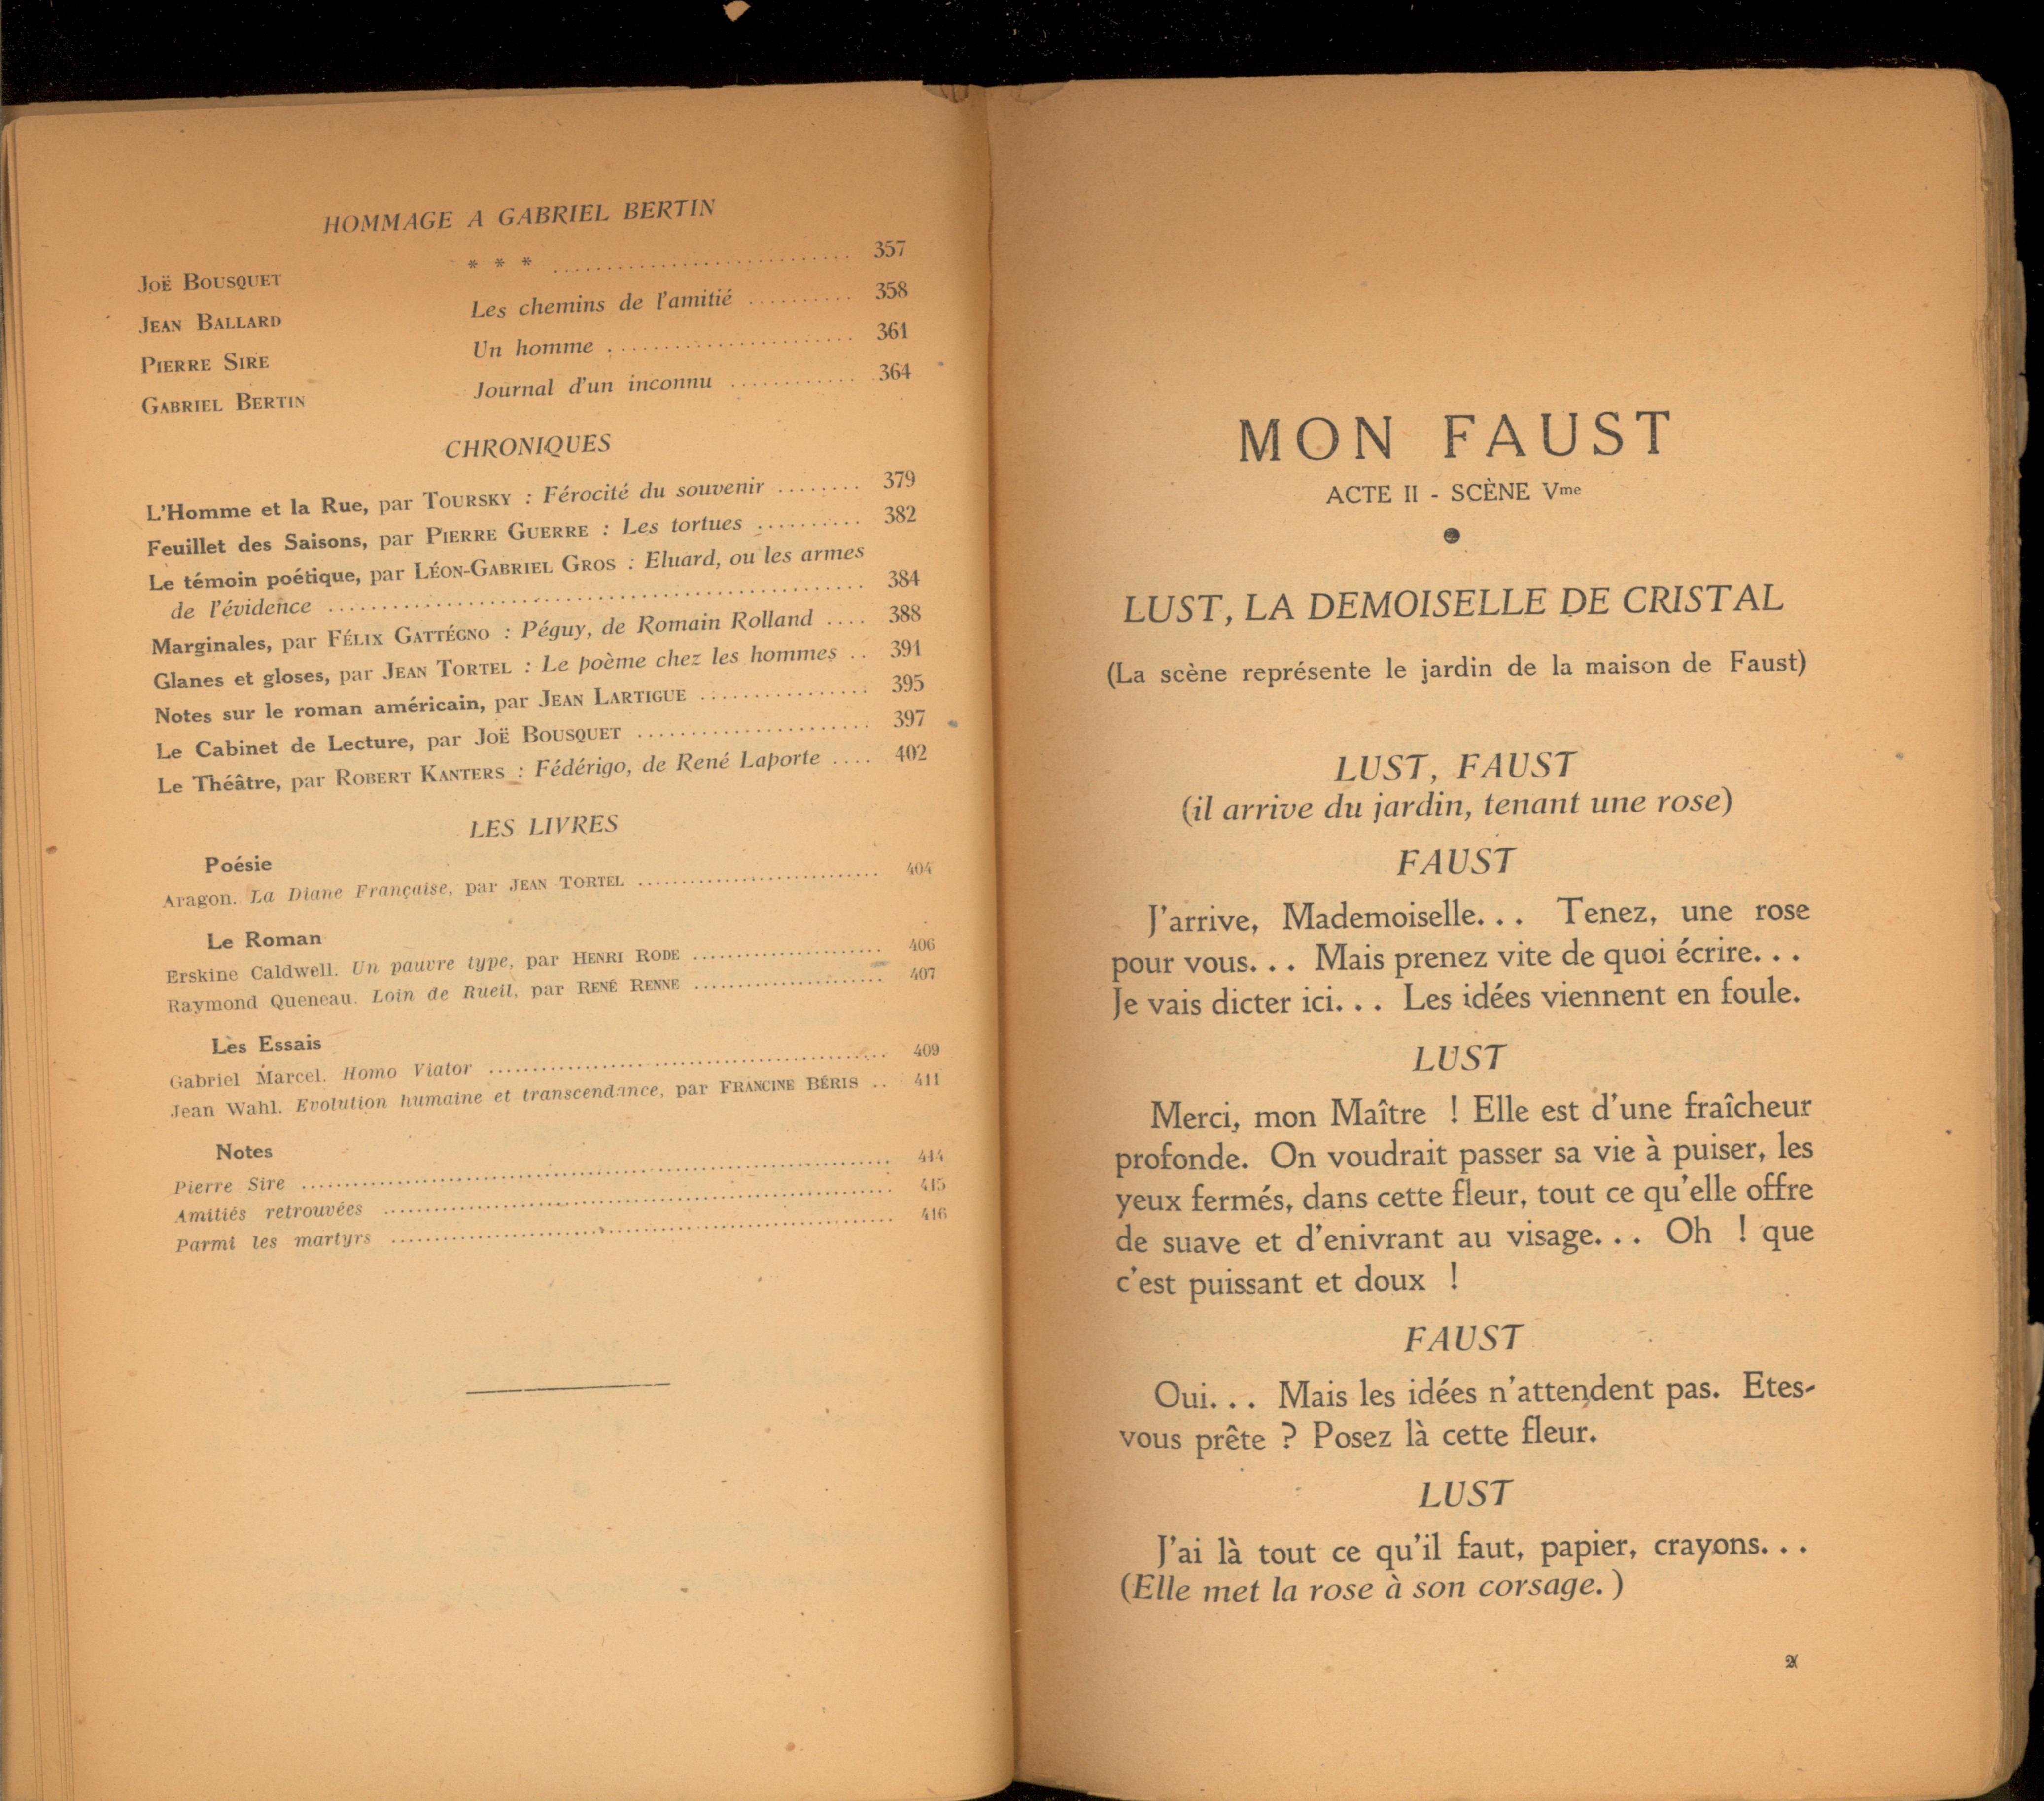 HOMMAGE A GABRIEL BERTIN
JOË BOUSQUET * * * ............................ 357
JEAN BALLARD Les chemins de l'amitié .......... 358
PIERRE SIRE Un homme ....................... 361
GABRIEL BERTIN Journal d'un inconnu ............ 364
CHRONIQUES
L'Homme et la Rue, par TOURSKY : Férocité du souvenir ........ 379
Feuillet des Saisons, par PIERRE GUERRE : Les tortues .......... 382
Le témoin poétique, par LÉON-GABRIEL GROS : Eluard, ou les armes
de l'évidence .................................................. 384
Marginales, par FÉLIX GATTÉGNO : Péguy, de Romain Rolland .... 388
Glanes et gloses, par JEAN TORTEL : Le poème chez les hommes .. 391
Notes sur le roman américain, par JEAN LARTIGUE ................ 395
Le Cabinet de Lecture, par JOË BOUSQUET ...................... 397
Le Théâtre, par ROBERT KANTERS : Fédérigo, de René Laporte .... 402
LES LIVRES
Poésie
Aragon. La Diane Française, par JEAN TORTEL ............................ 404
Le Roman
Erskine Caldwell. Un pauvre type, par HENRI RODE ...................... 406
Raymond Queneau. Loin de Rueil, par RENÉ RENNE ...................... 407
Les Essais
Gabriel Marcel. Homo Viator .............................................. 409
Jean Wahl. Evolution humaine et transcendance, par FRANCINE BÉRIS .. 411
Notes
Pierre Sire .................................................................. 414
Amitiés retrouvées ........................................................ 415
Parmi les martyrs ........................................................ 416
MON FAUST
ACTE II - SCÈNE Vme
●
LUST, LA DEMOISELLE DE CRISTAL
(La scène représente le jardin de la maison de Faust)
LUST, FAUST
(il arrive du jardin, tenant une rose)
FAUST
J'arrive, Mademoiselle... Tenez, une rose
pour vous... Mais prenez vite de quoi écrire...
Je vais dicter ici... Les idées viennent en foule.
LUST
Merci, mon Maître ! Elle est d'une fraîcheur
profonde. On voudrait passer sa vie à puiser, les
yeux fermés, dans cette fleur, tout ce qu'elle offre
de suave et d'enivrant au visage... Oh ! que
c'est puissant et doux !
FAUST
Oui... Mais les idées n'attendent pas. Etes-
vous prête ? Posez là cette fleur.
LUST
J'ai là tout ce qu'il faut, papier, crayons...
(Elle met la rose à son corsage.)